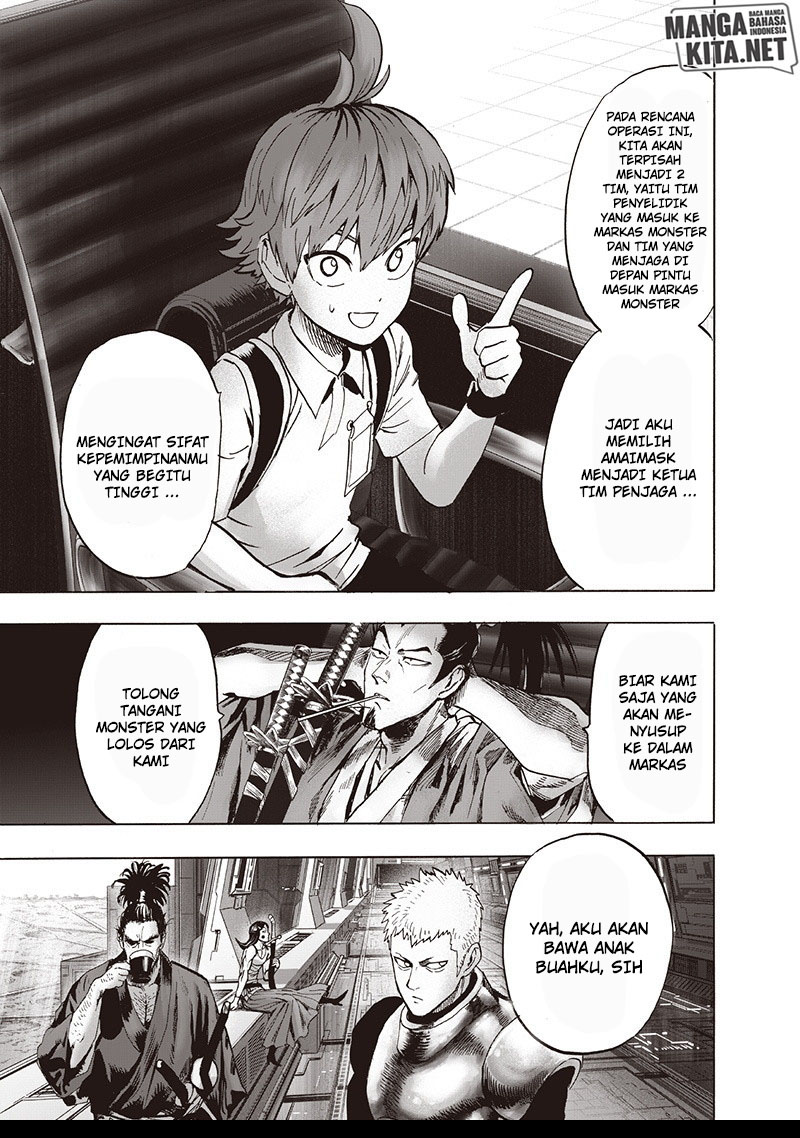 MANGA
KITA.NET
BACA MANGA
BAHASA
INDONESIA
PADA RENCANA
OPERASI INI,
KITA AKAN
TERPISAH
MENJADI 2
TIM, YAITU TIM
PENYELIDIK
YANG MASUK KE
MARKAS MONSTER
DAN TIM YANG
MENJAGA DI
DEPAN PINTU
MASUK MARKAS
MONSTER
JADI AKU
MEMILIH
AMAIMASK
MENJADI KETUA
TIM PENJAGA ...
MENGINGAT SIFAT
KEPEMIMPINANMU
YANG BEGITU
TINGGI ...
BIAR KAMI
SAJA YANG
AKAN ME-
NYUSUP
KE DALAM
MARKAS
TOLONG
TANGANI
MONSTER YANG
LOLOS DARI
KAMI
YAH, AKU AKAN
BAWA ANAK
BUAHKU, SIH